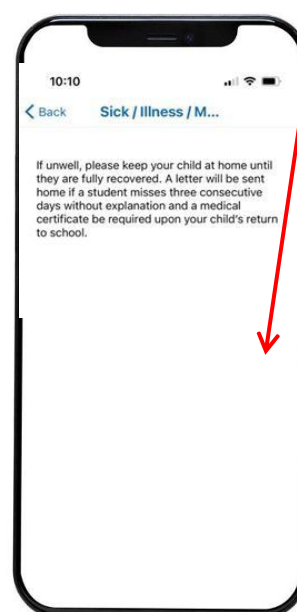 10:10
Back Sick / Illness / M...
If unwell, please keep your child at home until
they are fully recovered. A letter will be sent
home if a student misses three consecutive
days without explanation and a medical
certificate be required upon your child's return
to school.